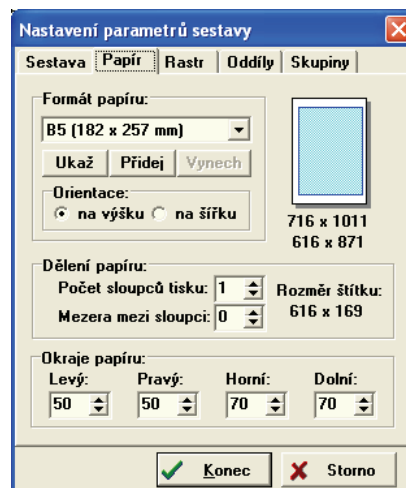 Nastavení parametrů sestavy
Sestava Papír Rastr Oddíly Skupiny
Formát papíru:
B5 (182 x 257 mm)
Ukaž Přidej Vynech
Orientace:
na výšku na šířku
716 x 1011
616 x 871
Dělení papíru:
Počet sloupců tisku: 1
Mezera mezi sloupci: 0
Rozměr štítku:
616 x 169
Okraje papíru:
Levý: Pravý: Horní: Dolní:
50 50 70 70
Konec Storno